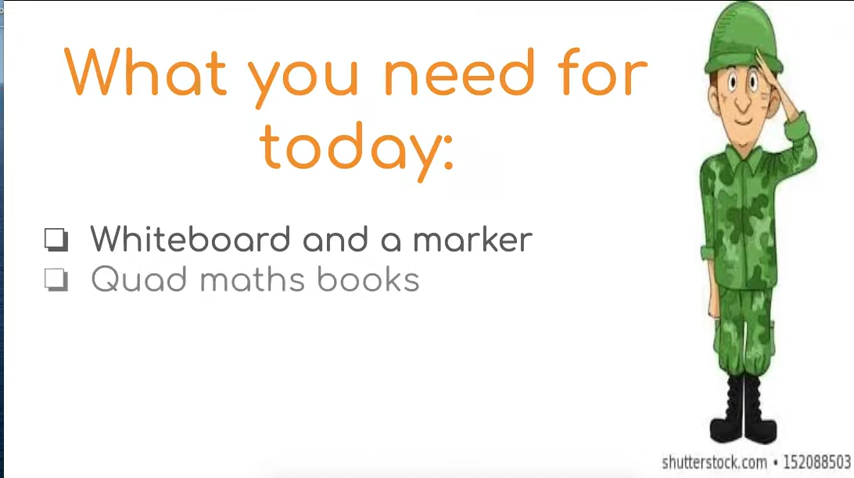 What you need for
today:
❏ Whiteboard and a marker
❏ Quad maths books
shutterstock.com • 152088503